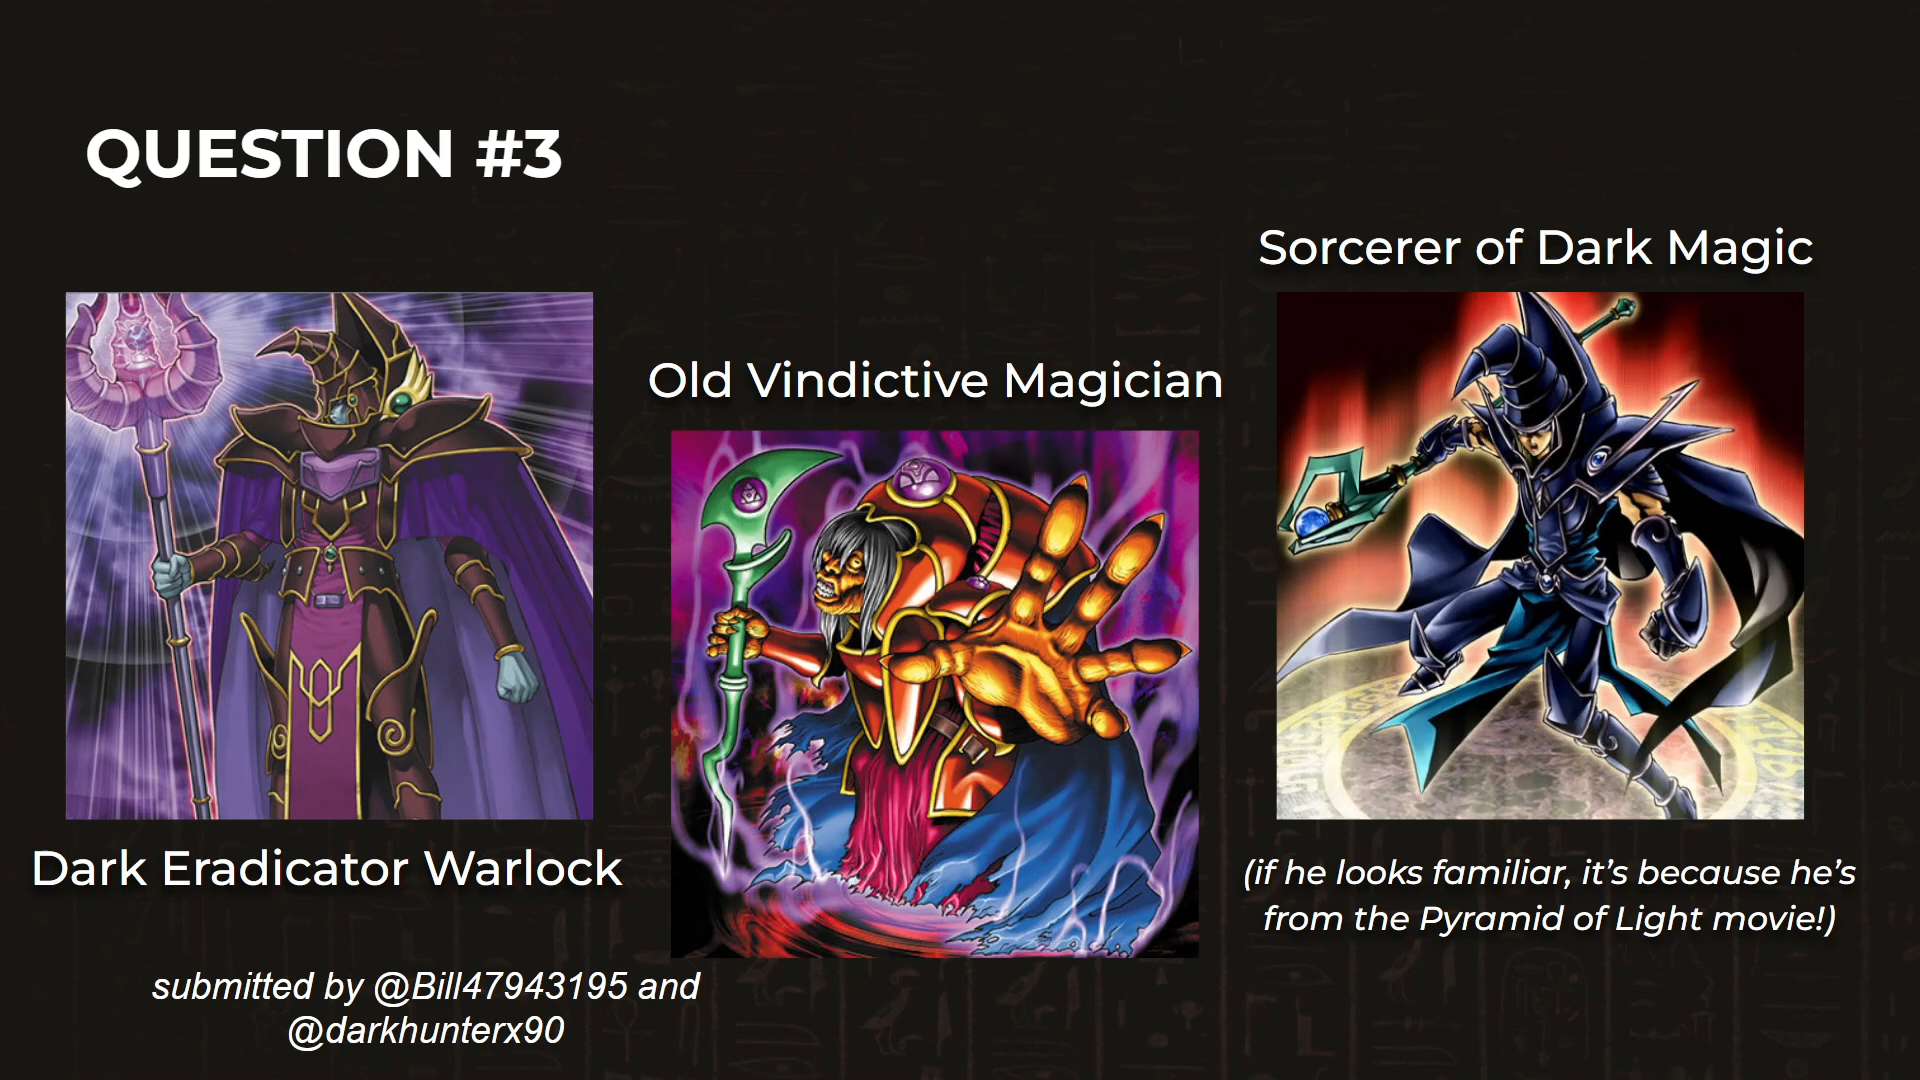 QUESTION #3
Sorcerer of Dark Magic
Old Vindictive Magician
Dark Eradicator Warlock
(if he looks familiar, it's because he's
from the Pyramid of Light movie!)
submitted by @Bill47943195 and
@darkhunterx90